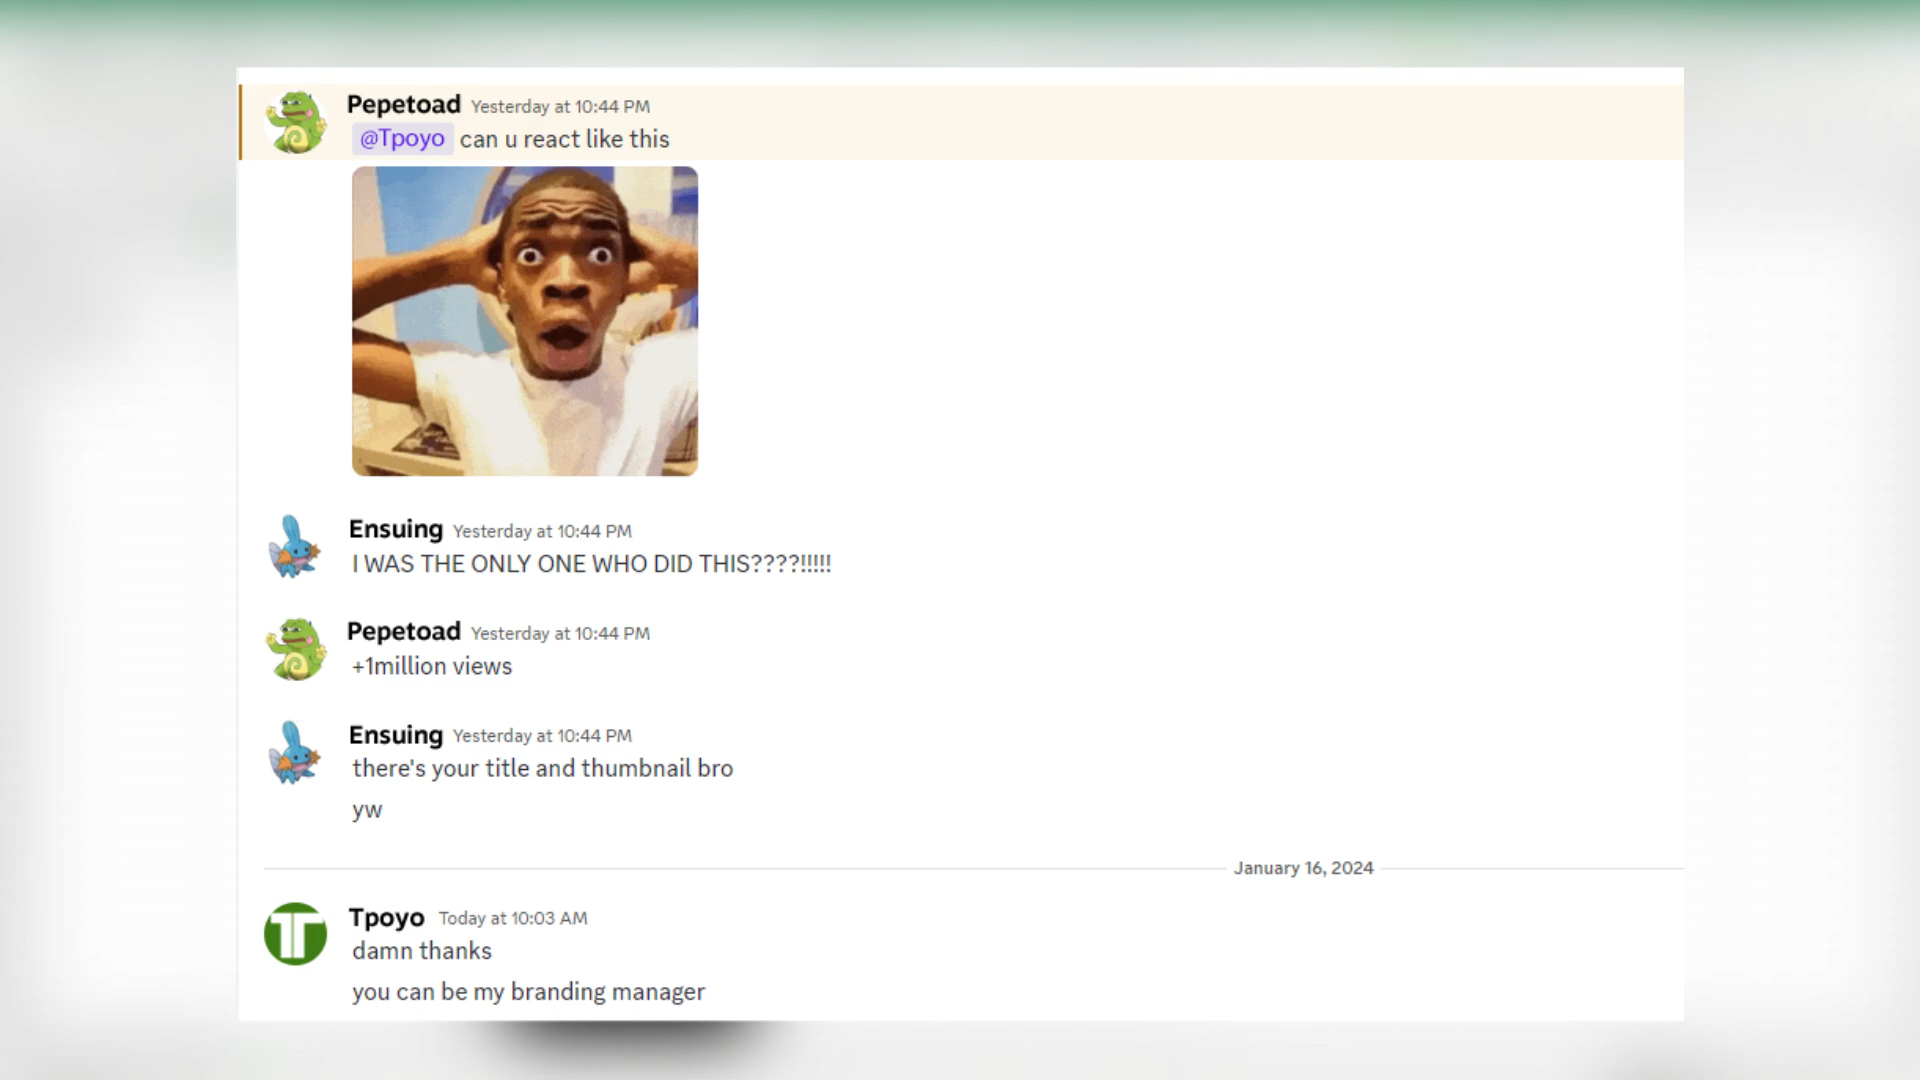 Pepetoad Yesterday at 10:44 PM
@Tpoyo can u react like this
Ensuing Yesterday at 10:44 PM
I WAS THE ONLY ONE WHO DID THIS????!!!!!
Pepetoad Yesterday at 10:44 PM
+1million views
Ensuing Yesterday at 10:44 PM
there's your title and thumbnail bro
yw
January 16, 2024
Tpoyo Today at 10:03 AM
damn thanks
you can be my branding manager